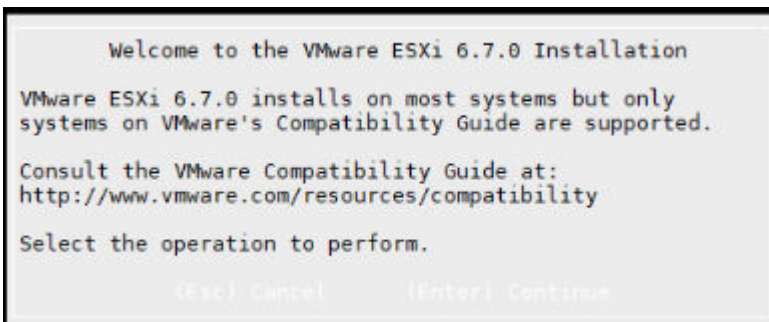 Welcome to the VMware ESXi 6.7.0 Installation
VMware ESXi 6.7.0 installs on most systems but only
systems on VMware's Compatibility Guide are supported.
Consult the VMware Compatibility Guide at:
http://www.vmware.com/resources/compatibility
Select the operation to perform.
(Esc) Cancel (Enter) Continue